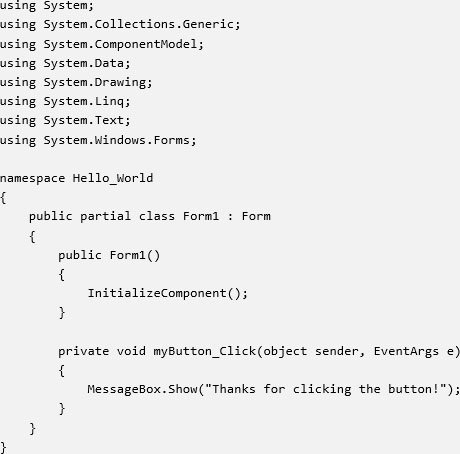 using System;
using System.Collections.Generic;
using System.ComponentModel;
using System.Data;
using System.Drawing;
using System.Linq;
using System.Text;
using System.Windows.Forms;

namespace Hello_World
{
    public partial class Form1 : Form
    {
        public Form1()
        {
            InitializeComponent();
        }

        private void myButton_Click(object sender, EventArgs e)
        {
            MessageBox.Show("Thanks for clicking the button!");
        }
    }
}